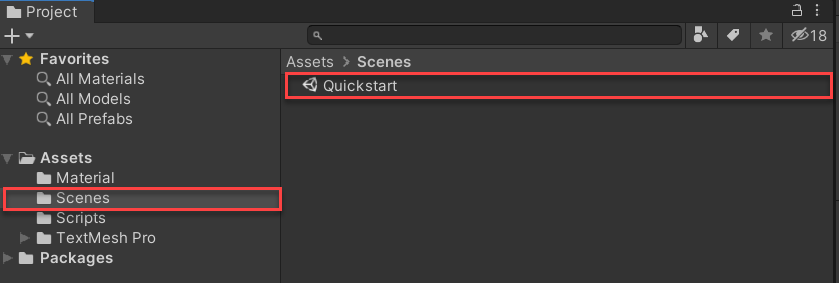 Project
18
Favorites
All Materials
All Models
All Prefabs
Assets
Material
Scenes
Scripts
TextMesh Pro
Packages
Assets > Scenes
Quickstart